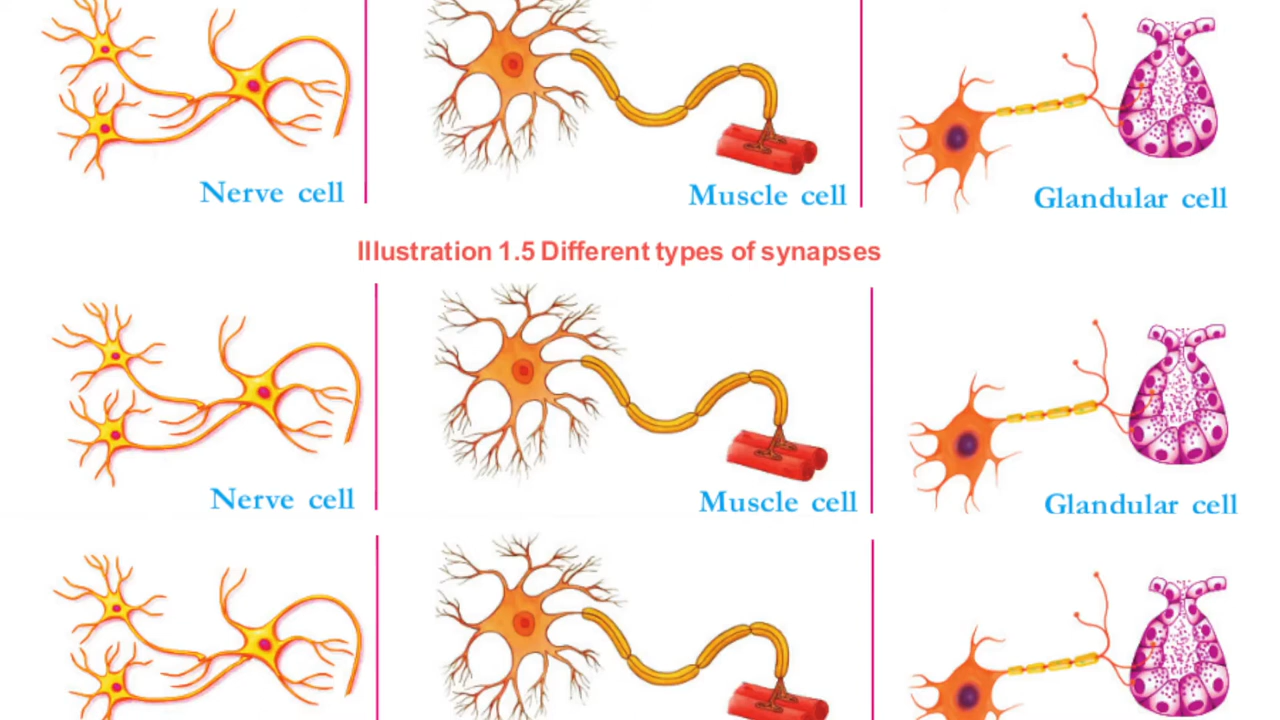 Nerve cell
Muscle cell
Glandular cell
Illustration 1.5 Different types of synapses
Nerve cell
Muscle cell
Glandular cell